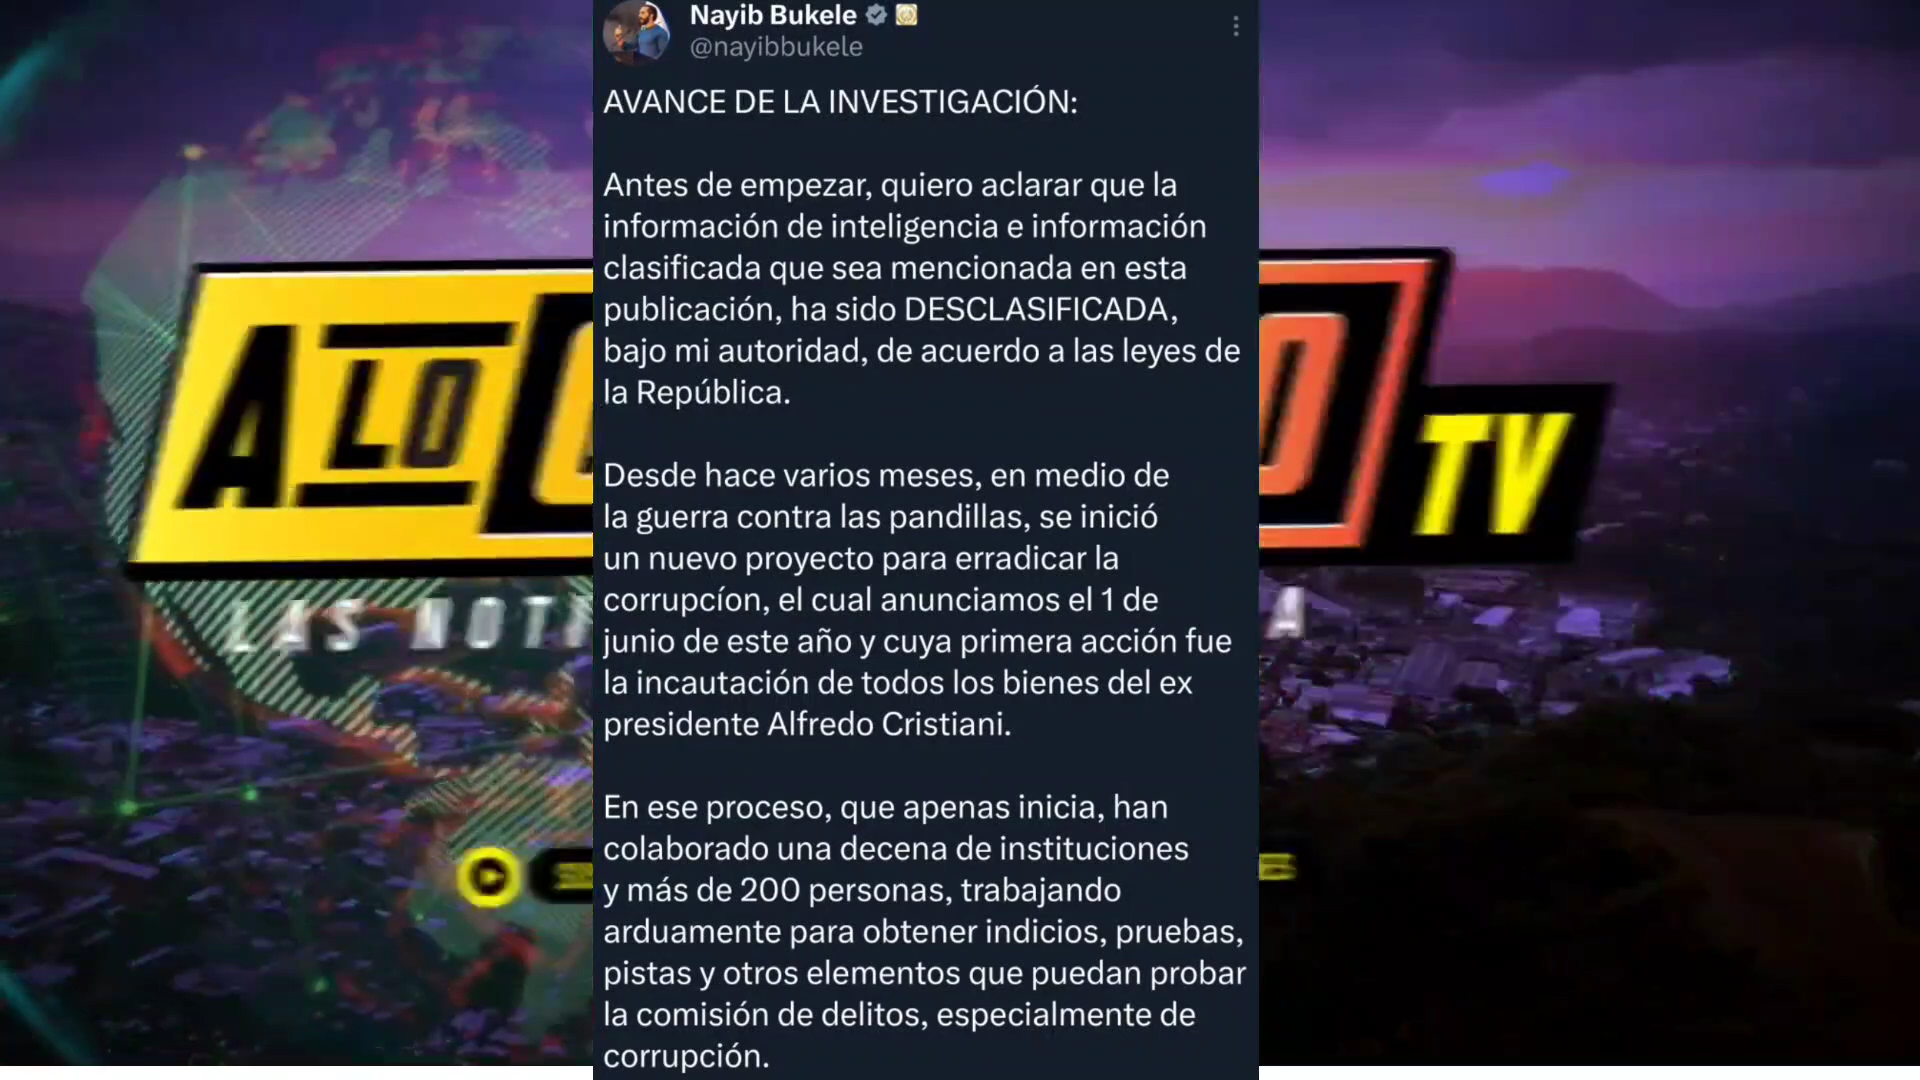 Nayib Bukele
@nayibbukele
AVANCE DE LA INVESTIGACIÓN:
Antes de empezar, quiero aclarar que la
información de inteligencia e información
clasificada que sea mencionada en esta
publicación, ha sido DESCLASIFICADA,
bajo mi autoridad, de acuerdo a las leyes de
la República.
Desde hace varios meses, en medio de
la guerra contra las pandillas, se inició
un nuevo proyecto para erradicar la
corrupcíon, el cual anunciamos el 1 de
junio de este año y cuya primera acción fue
la incautación de todos los bienes del ex
presidente Alfredo Cristiani.
En ese proceso, que apenas inicia, han
colaborado una decena de instituciones
y más de 200 personas, trabajando
arduamente para obtener indicios, pruebas,
pistas y otros elementos que puedan probar
la comisión de delitos, especialmente de
corrupción.
A LO
TV
LAS